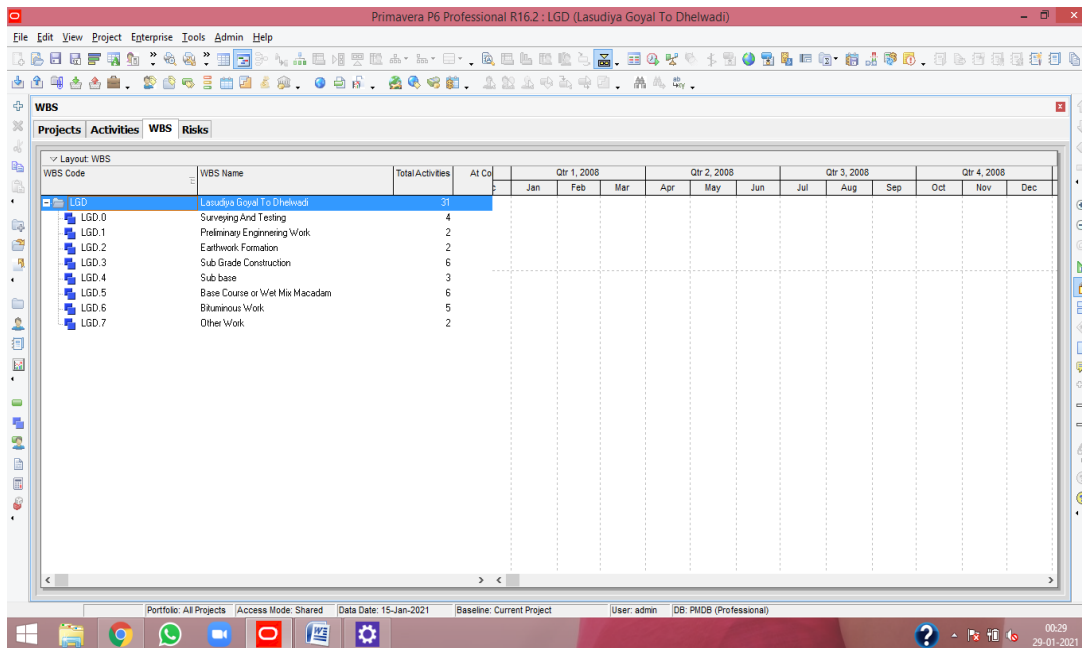 Primavera P6 Professional R16.2 : LGD (Lasudiya Goyal To Dhelwadi)
File Edit View Project Enterprise Tools Admin Help
WBS
Projects Activities WBS Risks
Layout: WBS
WBS Code WBS Name Total Activities At Col Qtr 1, 2008 Qtr 2, 2008 Qtr 3, 2008 Qtr 4, 2008
Jan Feb Mar Apr May Jun Jul Aug Sep Oct Nov Dec
LGD Lasudiya Goyal To Dhelwadi 31
LGD.0 Surveying And Testing 4
LGD.1 Preliminary Enginnering Work 2
LGD.2 Earthwork Formation 2
LGD.3 Sub Grade Construction 6
LGD.4 Sub base 3
LGD.5 Base Course or Wet Mix Macadam 6
LGD.6 Bituminous Work 5
LGD.7 Other Work 2
Portfolio: All Projects Access Mode: Shared Data Date: 15-Jan-2021 Baseline: Current Project User: admin DB: PMDB (Professional)
00:29
29-01-2021